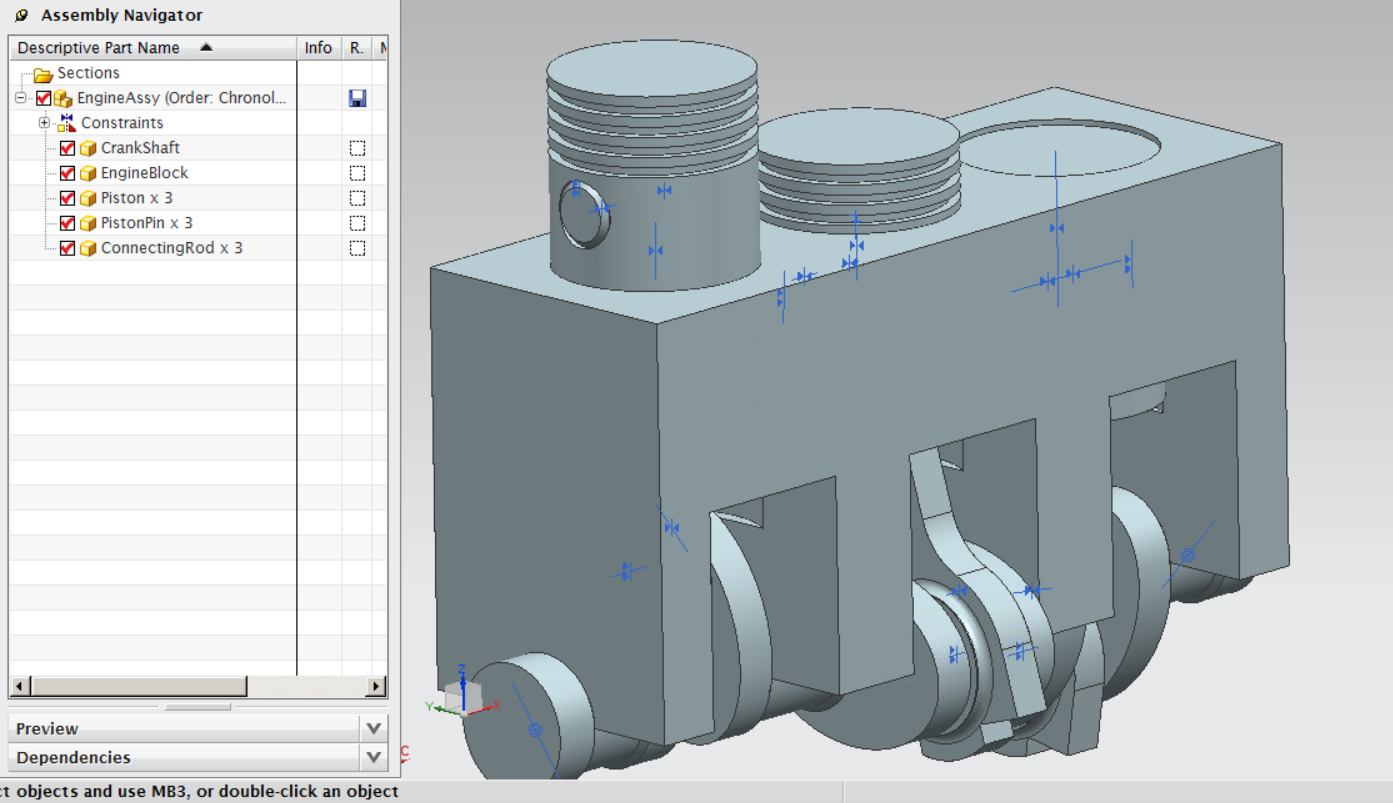 Assembly Navigator
Descriptive Part Name Info R. M
Sections
EngineAssy (Order: Chronol...
Constraints
CrankShaft
EngineBlock
Piston x 3
PistonPin x 3
ConnectingRod x 3
Z
Y X
C
Preview
Dependencies
ct objects and use MB3, or double-click an object